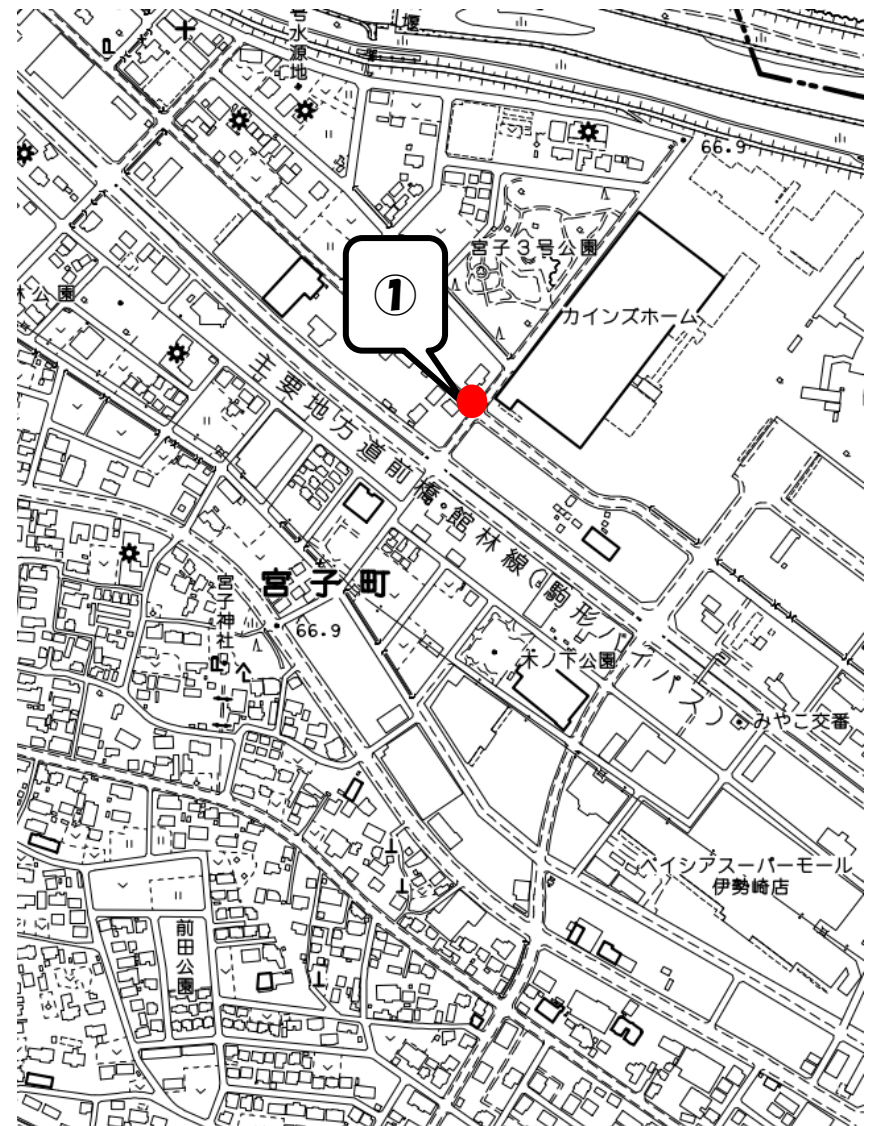 号水源地
堰
66.9
宮子3号公園
①
林公園
カインズホーム
主要地方道前橋・館林線(駒形バイパス)
宮子町
宮子神社
66.9
木ノ下公園
みやこ交番
ベイシアスーパーモール
伊勢崎店
前田公園